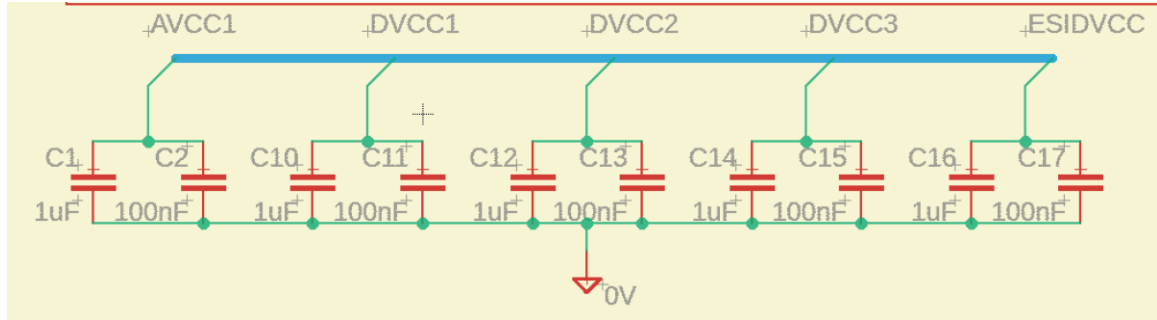 AVCC1 DVCC1 DVCC2 DVCC3 ESIDVCC
C1 C2 C10 C11 C12 C13 C14 C15 C16 C17
1uF 100nF 1uF 100nF 1uF 100nF 1uF 100nF 1uF 100nF
0V